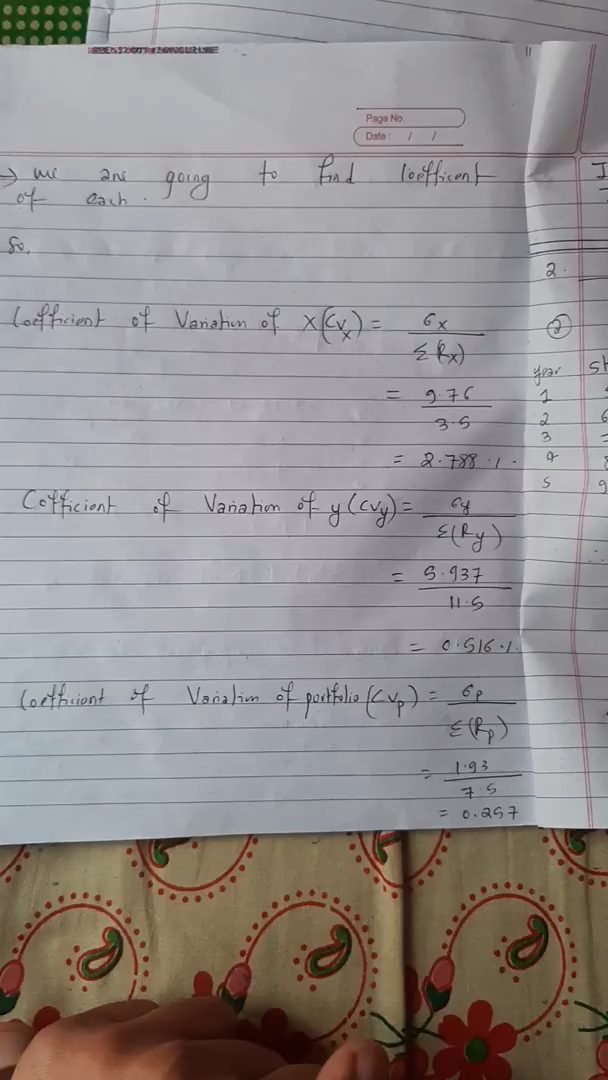 Page No.
Date: / /
→ we are going to find Coefficent
of each.
So,
Coefficient of Variation of X(CVx) = σx
Σ(Rx)
= 9.76
3.5
= 2.788 %.
Cofficient of Variation of y(CVy) = σy
Σ(Ry)
= 5.937
11.5
= 0.516 %.
Coefficient of Variation of portfolio (CVp) = σp
Σ(Rp)
= 1.93
7.5
= 0.257
2.
②
year
1
2
3
4
5